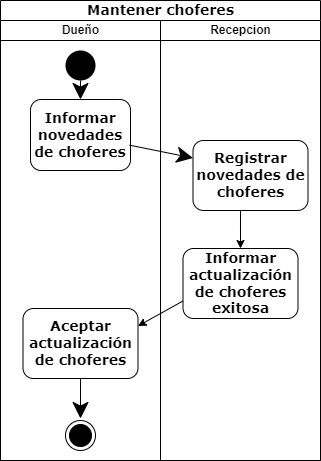 Mantener choferes
Dueño
Recepcion
Informar
novedades
de choferes
Registrar
novedades de
choferes
Informar
actualización
de choferes
exitosa
Aceptar
actualización
de choferes